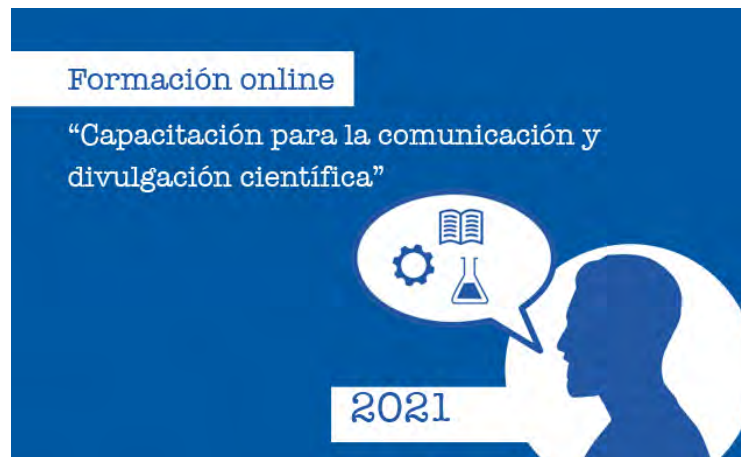 Formación online
“Capacitación para la comunicación y
divulgación científica”
2021